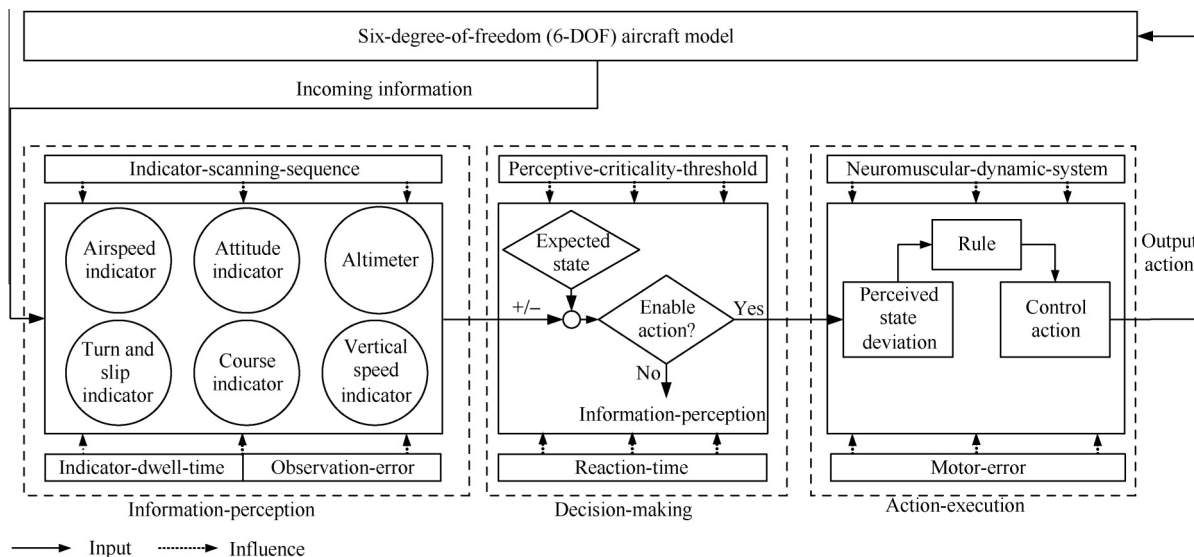 Six-degree-of-freedom (6-DOF) aircraft model
Incoming information
Indicator-scanning-sequence
Airspeed
indicator
Attitude
indicator
Altimeter
Turn and
slip
indicator
Course
indicator
Vertical
speed
indicator
Indicator-dwell-time
Observation-error
Information-perception
Perceptive-criticality-threshold
Expected
state
+/−
Enable
action?
Yes
No
Information-perception
Reaction-time
Decision-making
Neuromuscular-dynamic-system
Rule
Perceived
state
deviation
Control
action
Motor-error
Action-execution
Output
action
Input
Influence